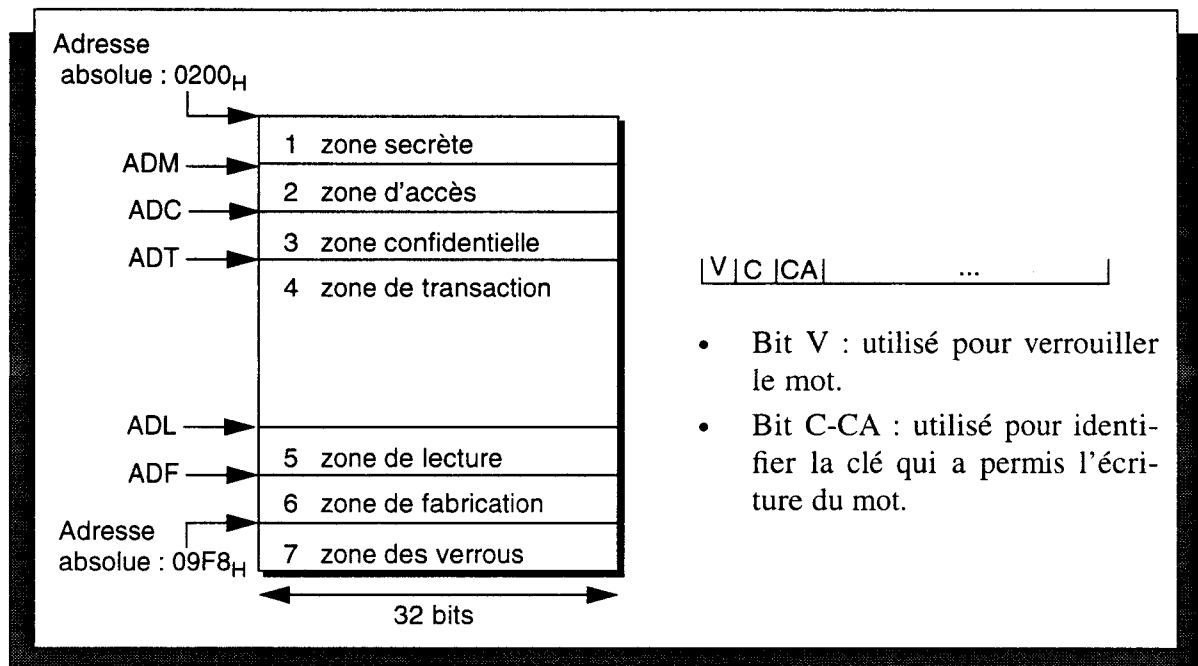 Adresse
absolue : 0200H
1 zone secrète
ADM
2 zone d'accès
ADC
3 zone confidentielle
ADT
4 zone de transaction
ADL
5 zone de lecture
ADF
6 zone de fabrication
Adresse
absolue : 09F8H
7 zone des verrous
32 bits
V C CA ...
• Bit V : utilisé pour verrouiller
le mot.
• Bit C-CA : utilisé pour identi-
fier la clé qui a permis l'écri-
ture du mot.